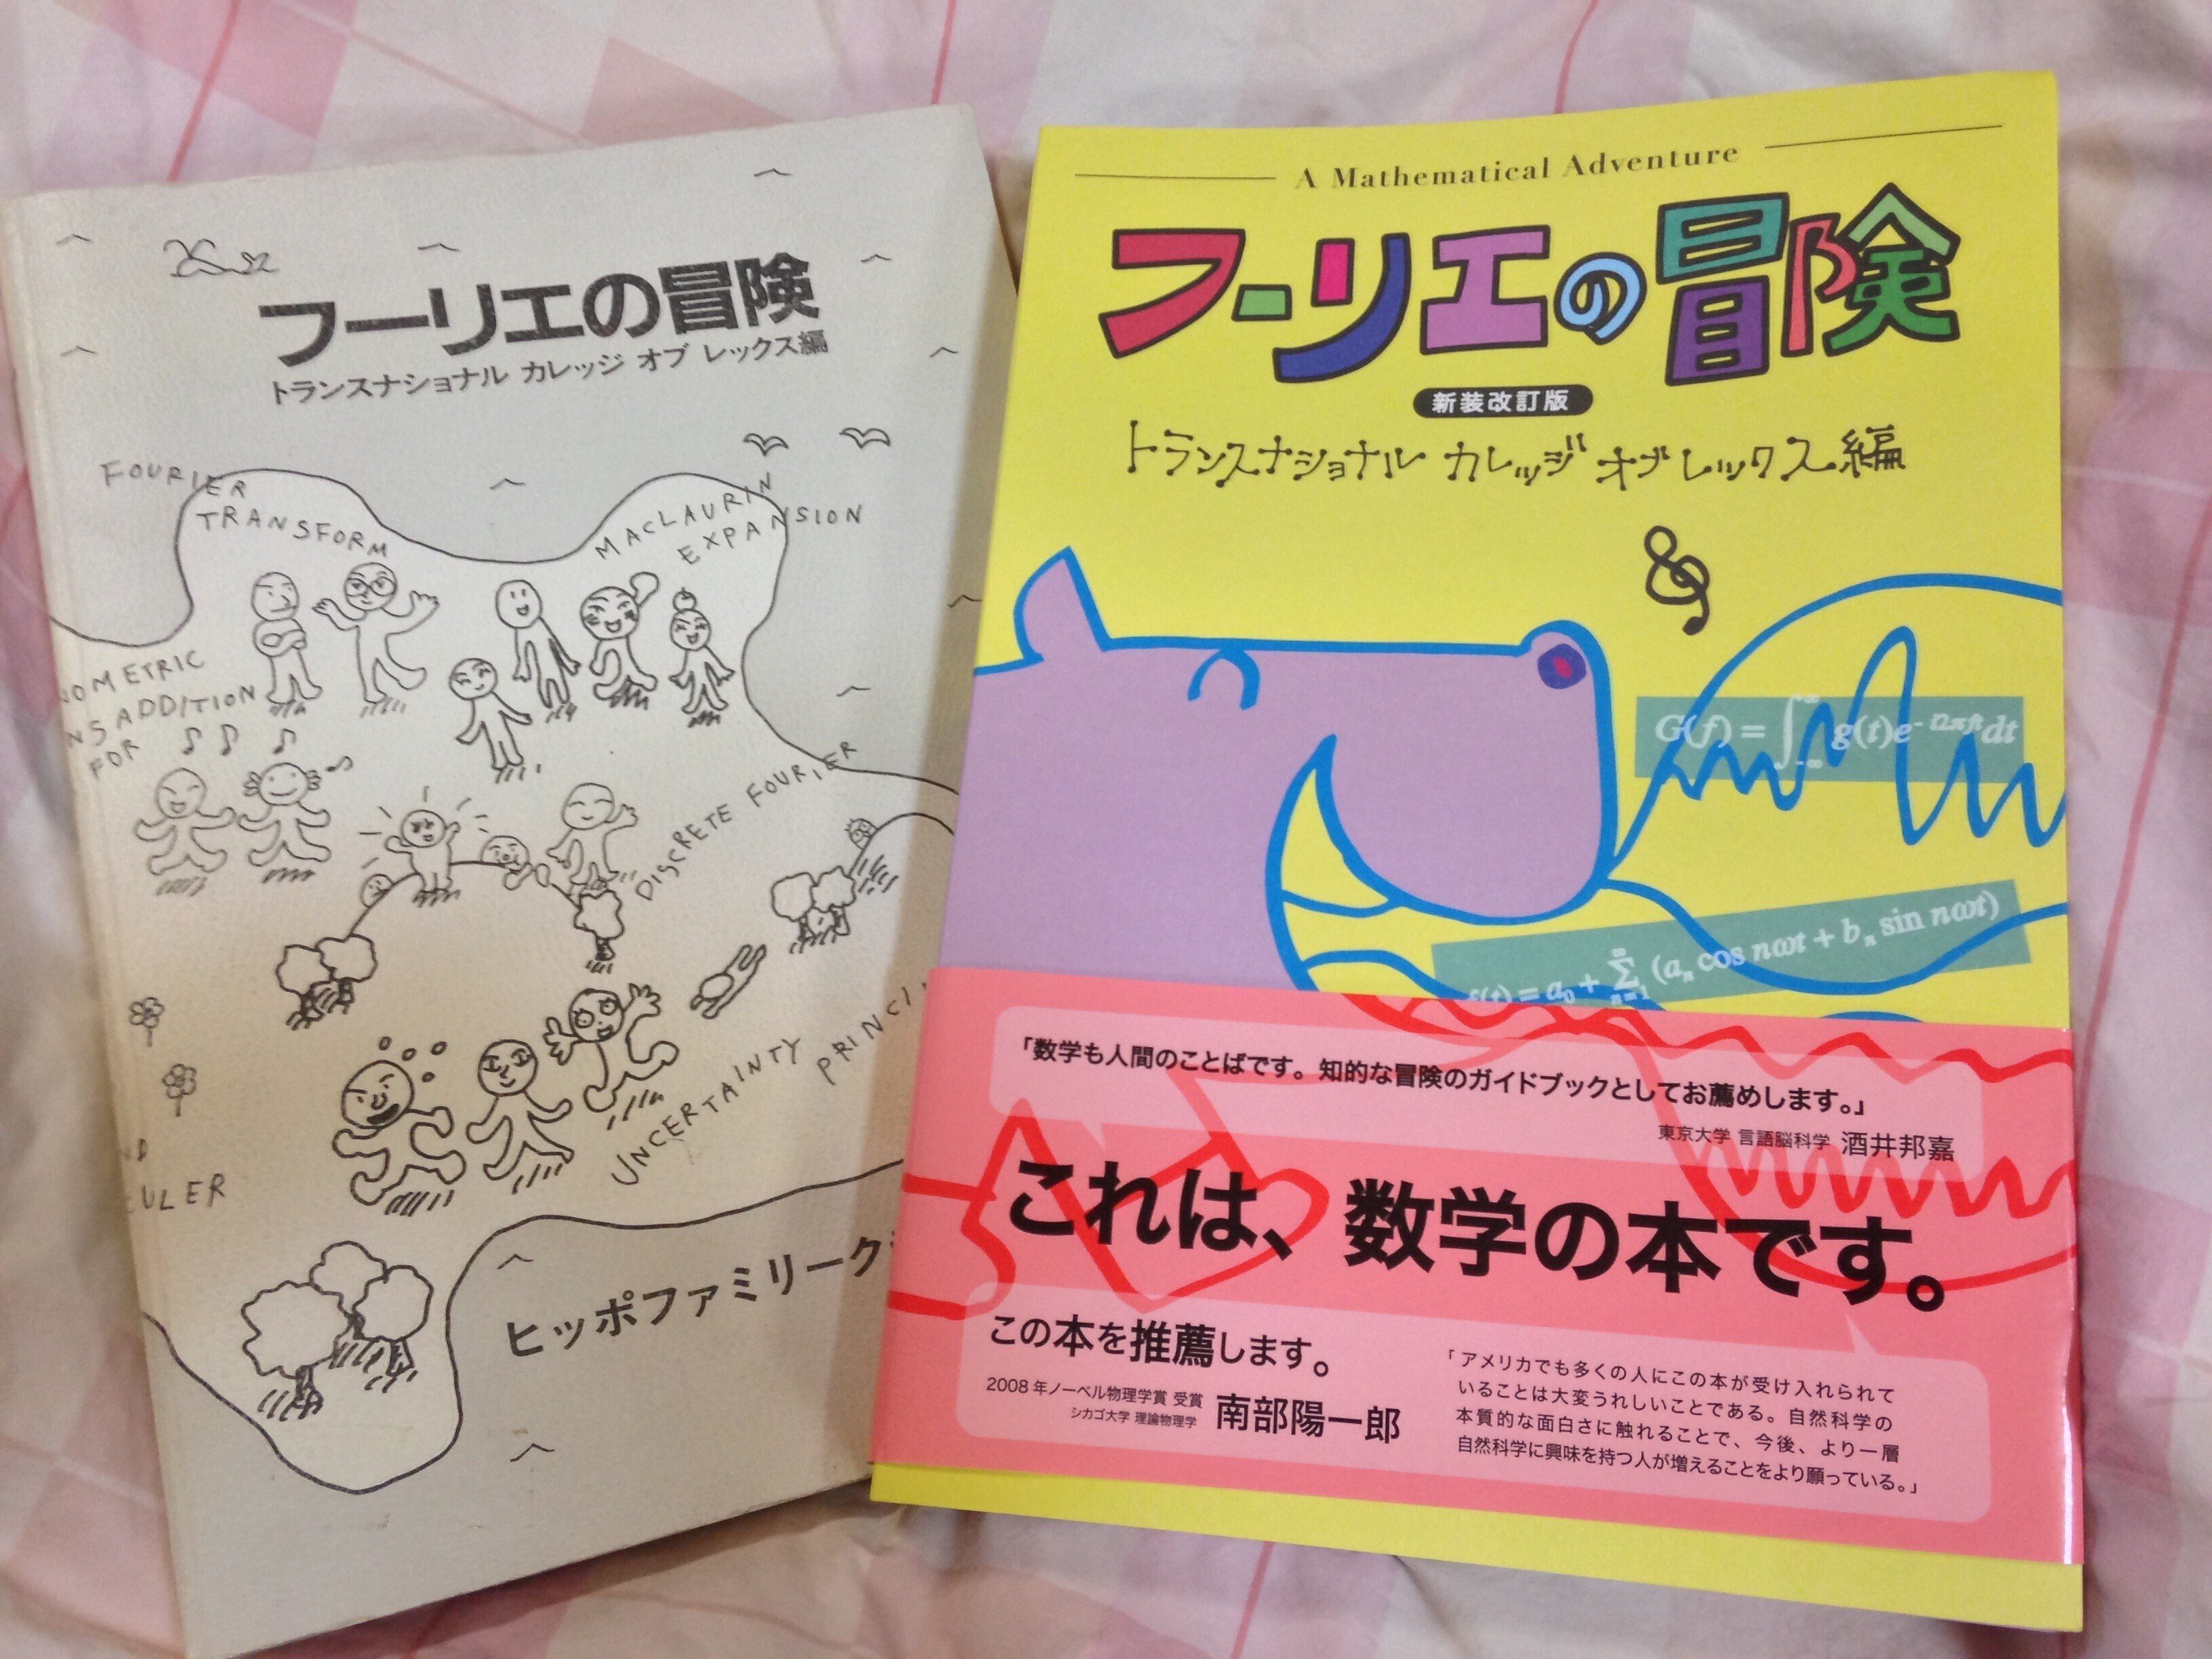 フーリエの冒険
トランスナショナル カレッジ オブ レックス編
FOURIER
TRANSFORM
MACLAURIN
EXPANSION
OMETRIC
NS ADDITION
FOR
DISCRETE FOURIER
UNCERTAINTY
PRINCI
ULER
ヒッポファミリーク
A Mathematical Adventure
フーリエの冒険
新装改訂版
トランスナショナル カレッジ オブ レックス編
G(f) = ∫_{-∞}^{∞} g(t)e^{-i2πft}dt
f(t) = a₀ + Σ_{n=1}^{∞} (aₙ cos nωt + bₙ sin nωt)
「数学も人間のことばです。知的な冒険のガイドブックとしてお薦めします。」
東京大学 言語脳科学 酒井邦嘉
これは、数学の本です。
この本を推薦します。
2008年ノーベル物理学賞 受賞
シカゴ大学 理論物理学 南部陽一郎
「アメリカでも多くの人にこの本が受け入れられて
いることは大変うれしいことである。自然科学の
本質的な面白さに触れることで、今後、より一層
自然科学に興味を持つ人が増えることをより願っている。」